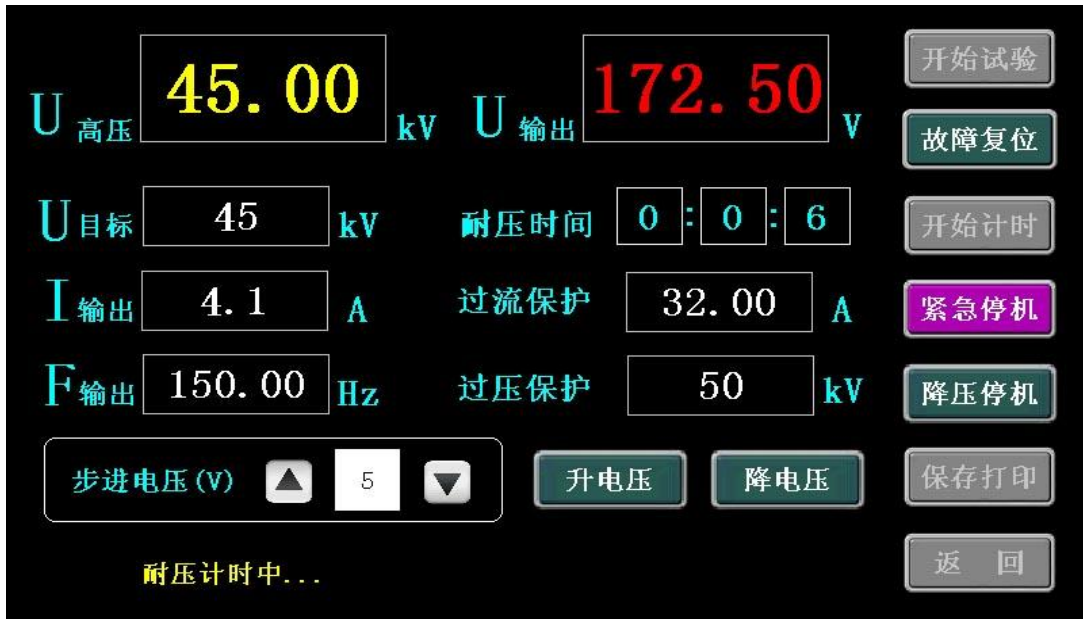 U高压 45.00 kV U输出 172.50 V 开始试验
故障复位
U目标 45 kV 耐压时间 0:0:6 开始计时
I输出 4.1 A 过流保护 32.00 A 紧急停机
F输出 150.00 Hz 过压保护 50 kV 降压停机
步进电压(V) ▲ 5 ▼ 升电压 降电压 保存打印
耐压计时中... 返 回